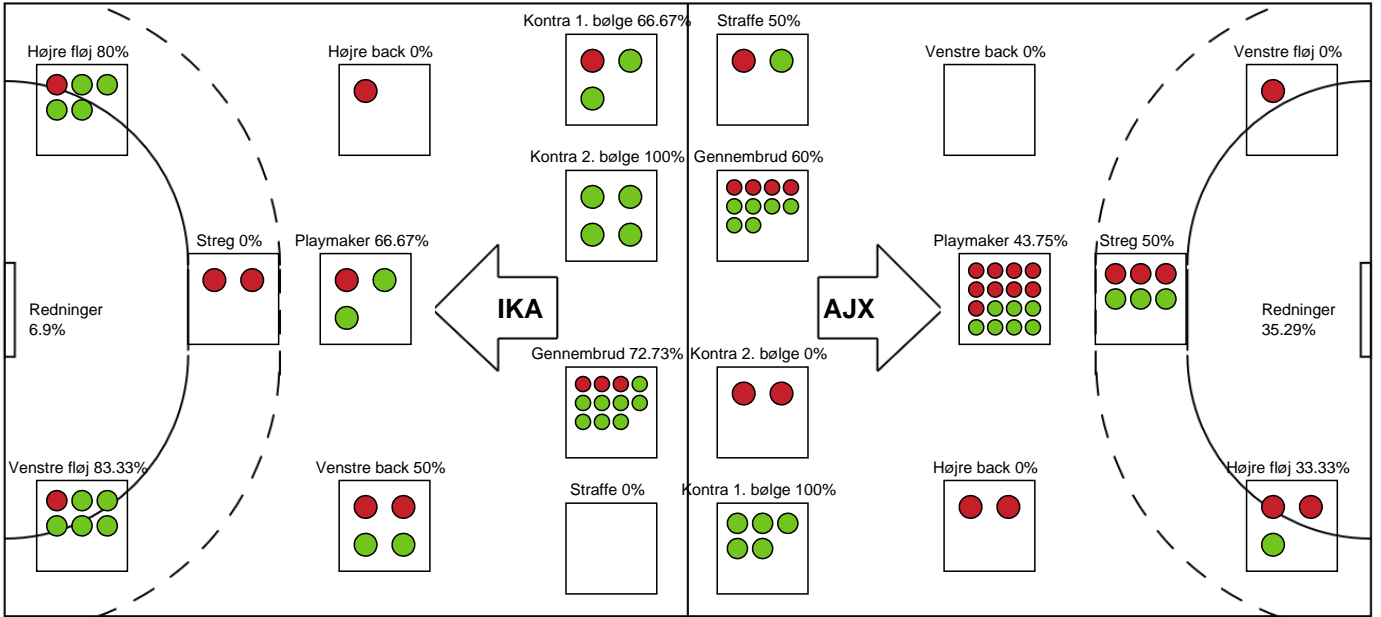 Kontra 1. bølge 66.67%
Straffe 50%
Højre fløj 80%
Højre back 0%
Venstre back 0%
Venstre fløj 0%
Kontra 2. bølge 100%
Gennembrud 60%
Streg 0%
Playmaker 66.67%
Playmaker 43.75%
Streg 50%
Redninger
6.9%
IKA
AJX
Redninger
35.29%
Gennembrud 72.73%
Kontra 2. bølge 0%
Venstre fløj 83.33%
Venstre back 50%
Straffe 0%
Kontra 1. bølge 100%
Højre back 0%
Højre fløj 33.33%